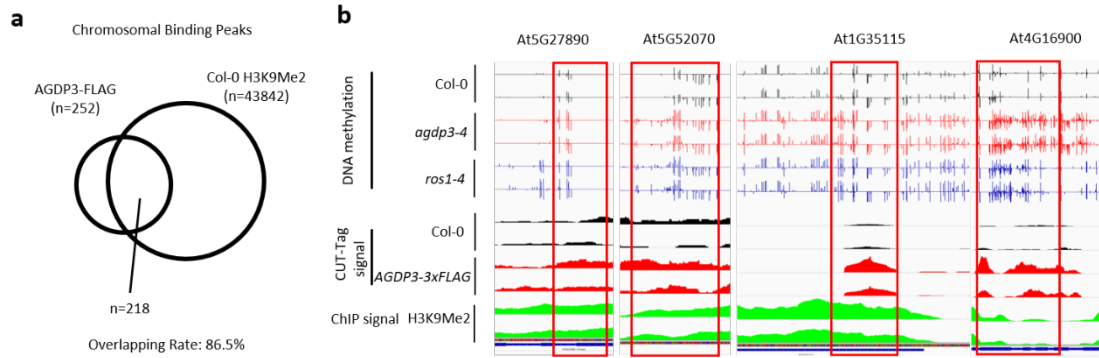 a
Chromosomal Binding Peaks
AGDP3-FLAG
(n=252)
Col-0 H3K9Me2
(n=43842)
n=218
Overlapping Rate: 86.5%
b
At5G27890
At5G52070
At1G35115
At4G16900
DNA methylation
Col-0
agdp3-4
ros1-4
CUT-Tag
signal
Col-0
AGDP3-3xFLAG
ChIP signal
H3K9Me2